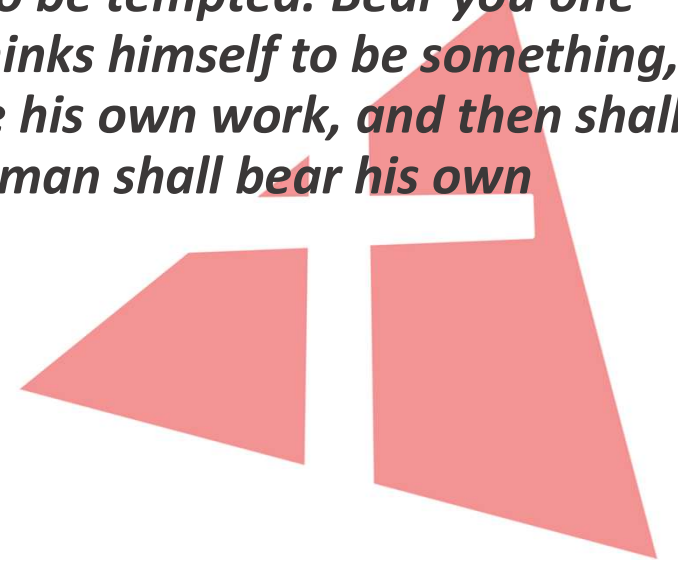 o be tempted. Bear you one
inks himself to be something,
his own work, and then shall
man shall bear his own